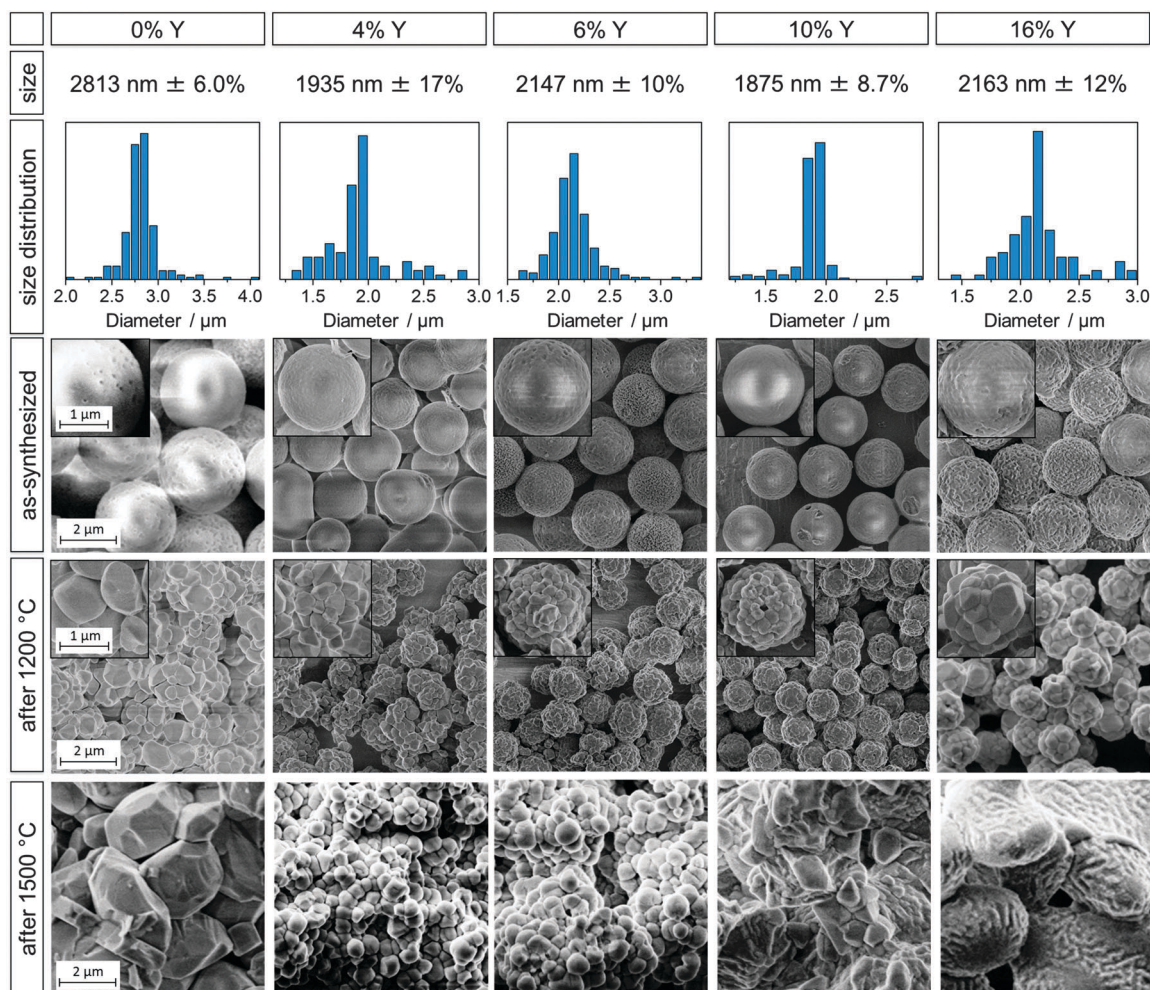 0% Y 4% Y 6% Y 10% Y 16% Y
size
2813 nm ± 6.0% 1935 nm ± 17% 2147 nm ± 10% 1875 nm ± 8.7% 2163 nm ± 12%
size distribution
2.0 2.5 3.0 3.5 4.0 1.5 2.0 2.5 3.0 1.5 2.0 2.5 3.0 3.5 1.5 2.0 2.5 1.5 2.0 2.5 3.0
Diameter / μm Diameter / μm Diameter / μm Diameter / μm Diameter / μm
as-synthesized
1 μm
2 μm
after 1200 °C
1 μm
2 μm
after 1500 °C
2 μm